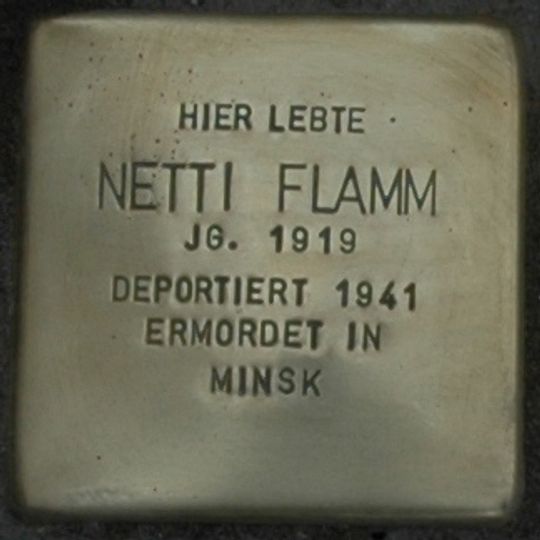 HIER LEBTE
NETTI FLAMM
JG. 1919
DEPORTIERT 1941
ERMORDET IN
MINSK